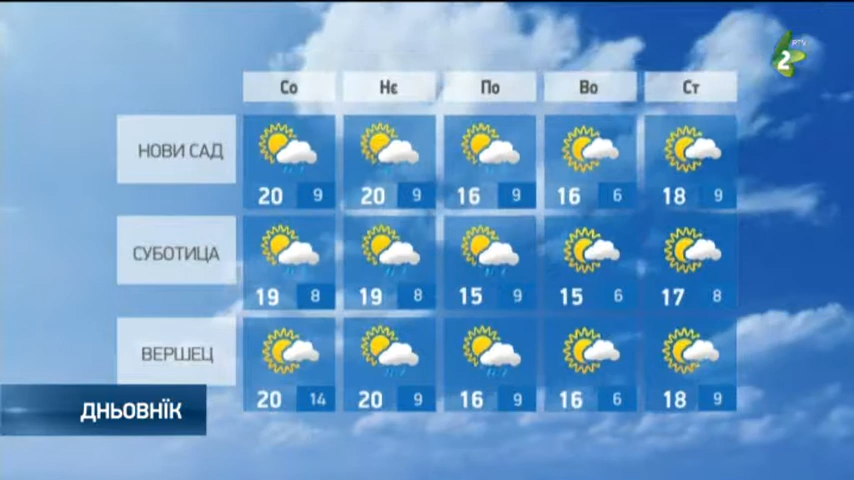 RTV
2
Со Нє По Во Ст
НОВИ САД
20 9 20 9 16 9 16 6 18 9
СУБОТИЦА
19 8 19 8 15 9 15 6 17 8
ВЕРШЕЦ
20 14 20 9 16 9 16 6 18 9
ДНЬОВНЇК